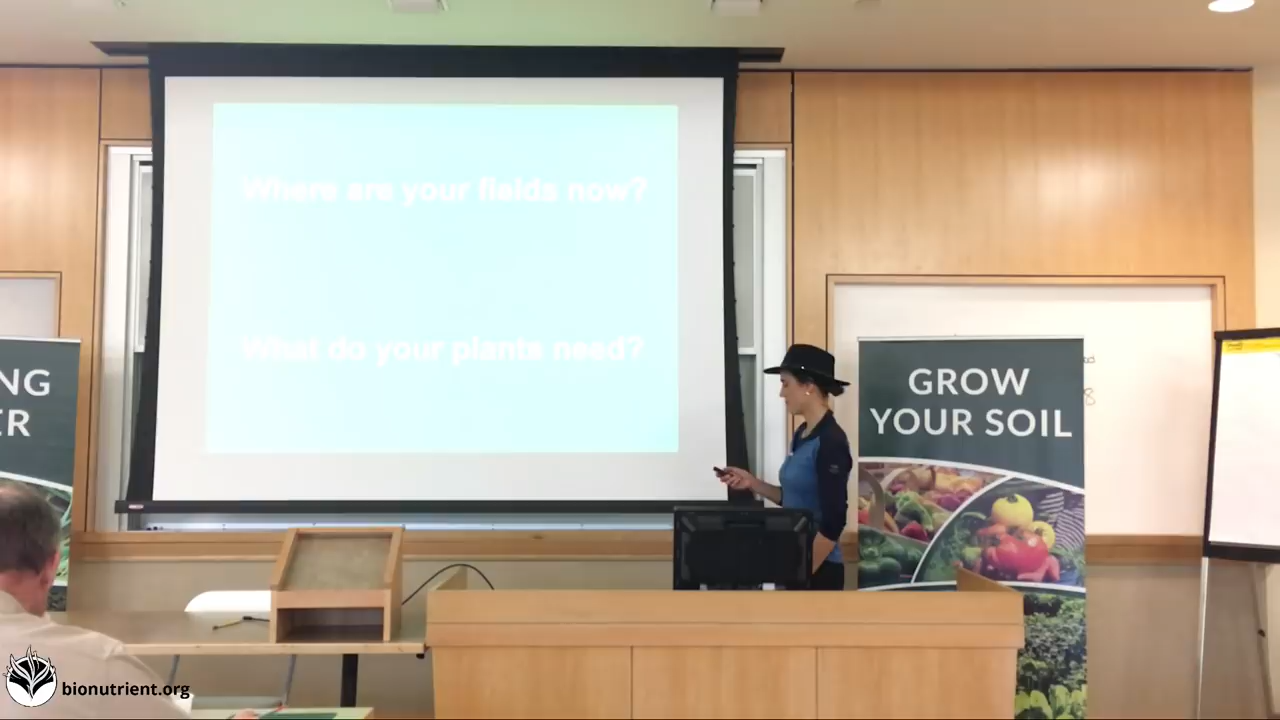 Where are your fields now?
What do your plants need?
NG
ER
GROW
YOUR SOIL
bionutrient.org